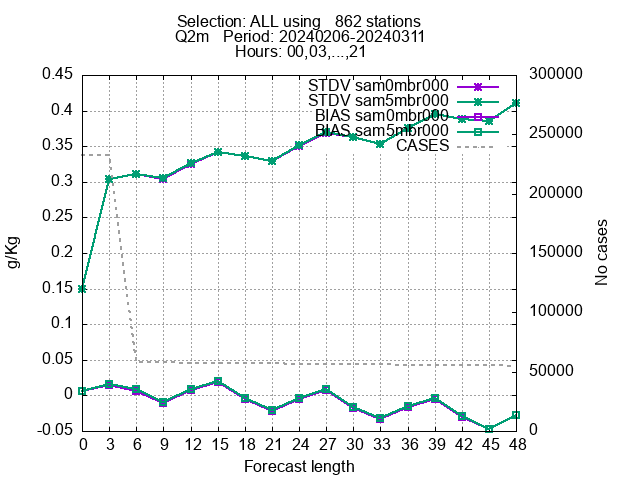 Selection: ALL using   862 stations
Q2m   Period: 20240206-20240311
Hours: 00,03,...,21
STDV sam0mbr000
STDV sam5mbr000
BIAS sam0mbr000
BIAS sam5mbr000
CASES
0.45
0.4
0.35
0.3
0.25
0.2
0.15
0.1
0.05
0
-0.05
g/Kg
300000
250000
200000
150000
100000
50000
0
No cases
0 3 6 9 12 15 18 21 24 27 30 33 36 39 42 45 48
Forecast length